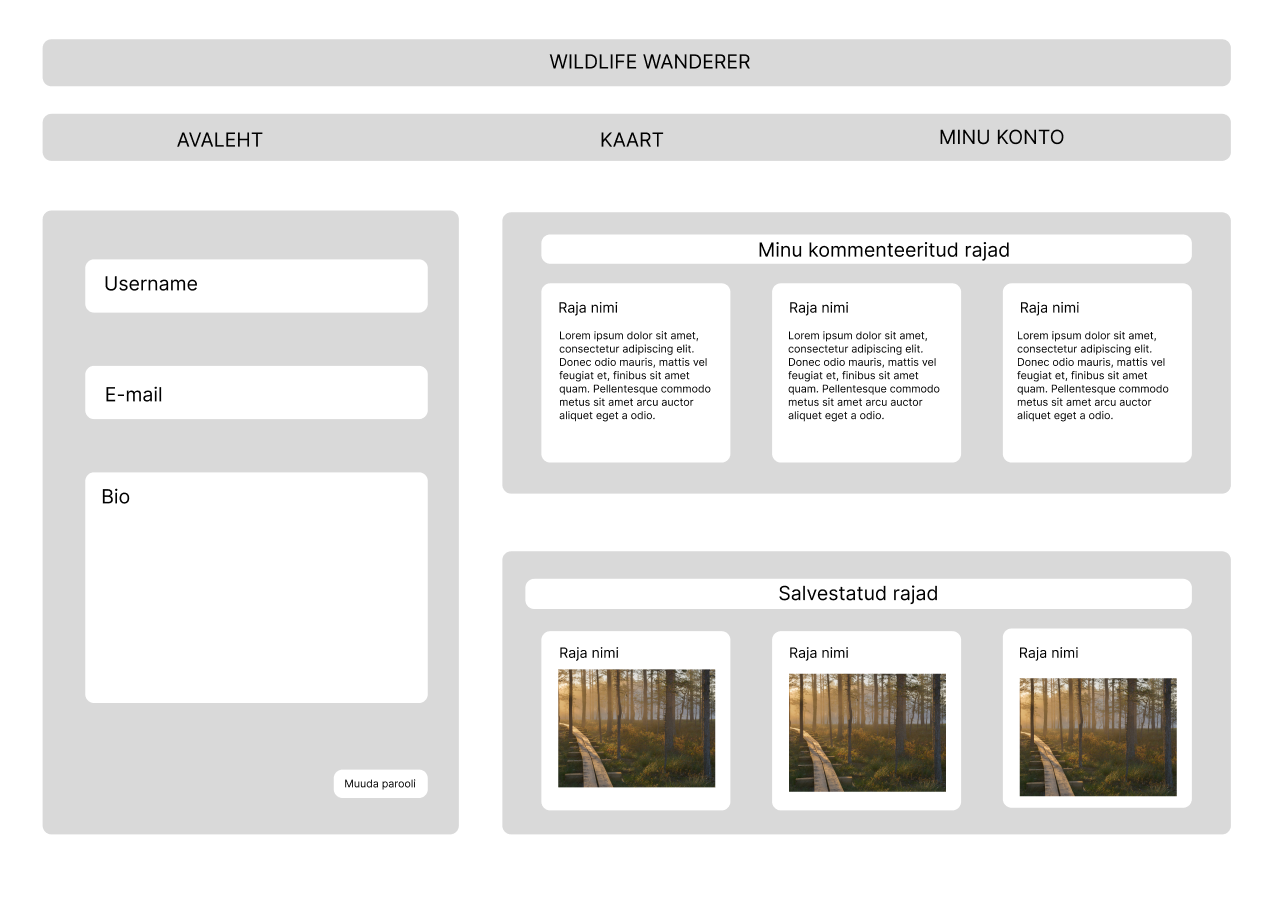 WILDLIFE WANDERER
AVALEHT
KAART
MINU KONTO
Username
E-mail
Bio
Muuda parooli
Minu kommenteeritud rajad
Raja nimi
Lorem ipsum dolor sit amet,
consectetur adipiscing elit.
Donec odio mauris, mattis vel
feugiat et, finibus sit amet
quam. Pellentesque commodo
metus sit amet arcu auctor
aliquet eget a odio.
Raja nimi
Lorem ipsum dolor sit amet,
consectetur adipiscing elit.
Donec odio mauris, mattis vel
feugiat et, finibus sit amet
quam. Pellentesque commodo
metus sit amet arcu auctor
aliquet eget a odio.
Raja nimi
Lorem ipsum dolor sit amet,
consectetur adipiscing elit.
Donec odio mauris, mattis vel
feugiat et, finibus sit amet
quam. Pellentesque commodo
metus sit amet arcu auctor
aliquet eget a odio.
Salvestatud rajad
Raja nimi
Raja nimi
Raja nimi